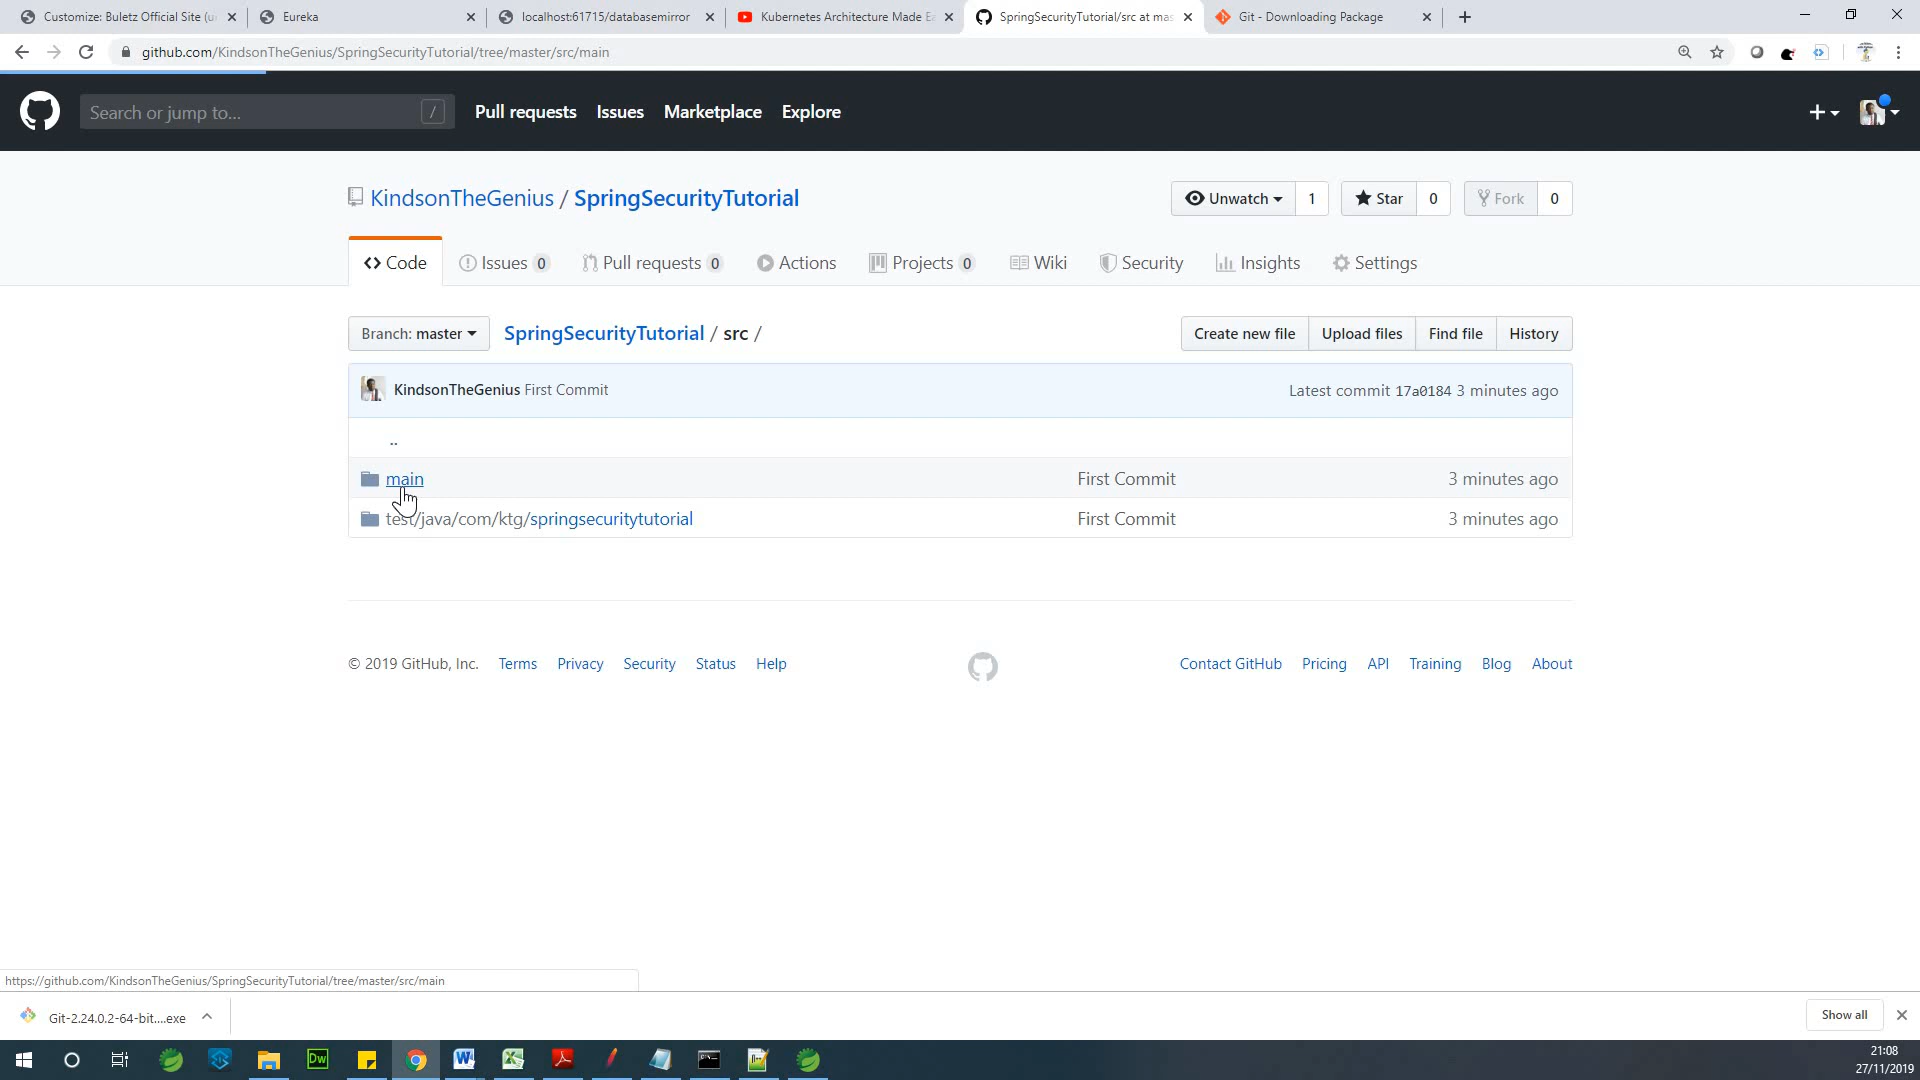 Customize: Buletz Official Site (u
Eureka
localhost:61715/databasemirror
Kubernetes Architecture Made Ea
SpringSecurityTutorial/src at mas
Git - Downloading Package
github.com/KindsonTheGenius/SpringSecurityTutorial/tree/master/src/main
Search or jump to...
/
Pull requests
Issues
Marketplace
Explore
KindsonTheGenius / SpringSecurityTutorial
Unwatch 1
Star 0
Fork 0
Code
Issues 0
Pull requests 0
Actions
Projects 0
Wiki
Security
Insights
Settings
Branch: master
SpringSecurityTutorial / src /
Create new file
Upload files
Find file
History
KindsonTheGenius First Commit
Latest commit 17a0184 3 minutes ago
..
main First Commit 3 minutes ago
test/java/com/ktg/springsecuritytutorial First Commit 3 minutes ago
© 2019 GitHub, Inc. Terms Privacy Security Status Help
Contact GitHub Pricing API Training Blog About
https://github.com/KindsonTheGenius/SpringSecurityTutorial/tree/master/src/main
Git-2.24.0.2-64-bit....exe
Show all
Dw
21:08
27/11/2019